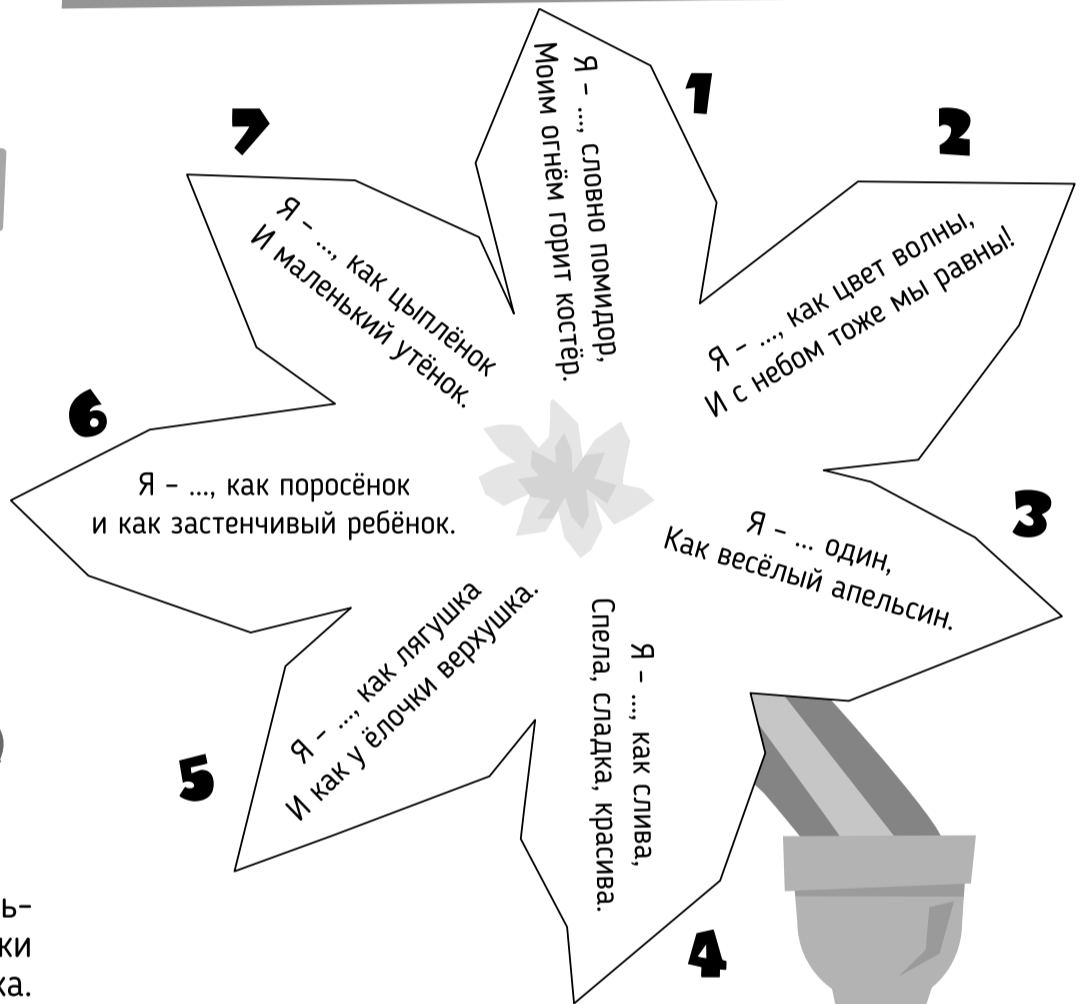 1
Я – ..., словно помидор,
Моим огнём горит костёр.
2
Я – ..., как цвет волны,
И с небом тоже мы равны!
3
Я – ... один,
Как весёлый апельсин.
4
Я – ..., как слива,
Спела, сладка, красива.
5
Я – ..., как лягушка
И как у ёлочки верхушка.
6
Я – ..., как поросёнок
и как застенчивый ребёнок.
7
Я – ..., как цыплёнок
И маленький утёнок.
ь-
ки
ка.